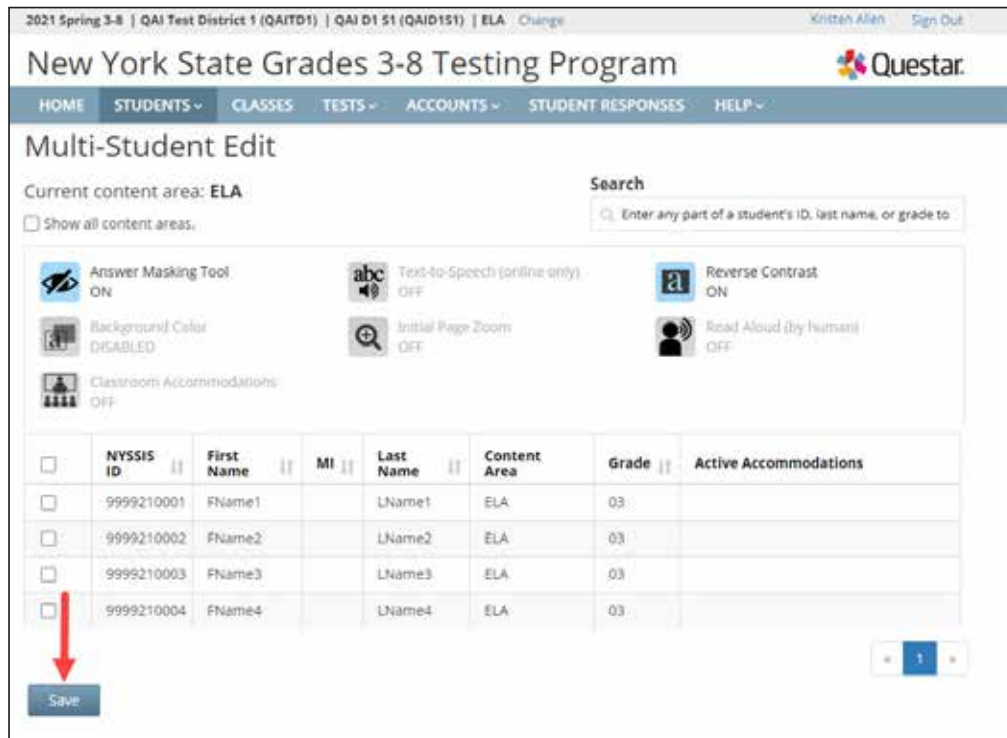 2021 Spring 3-8 | QAI Test District 1 (QAITD1) | QAI D1 S1 (QAID1S1) | ELA Change Kristen Allen Sign Out
New York State Grades 3-8 Testing Program Questar.
HOME STUDENTS CLASSES TESTS ACCOUNTS STUDENT RESPONSES HELP
Multi-Student Edit
Current content area: ELA
Show all content areas.
Search
Enter any part of a student's ID, last name, or grade to
Answer Masking Tool
ON
abc
Text-to-Speech (online only)
OFF
a
Reverse Contrast
ON
a
Background Color
DISABLED
Initial Page Zoom
OFF
Read Aloud (by human)
OFF
Classroom Accommodations
OFF
NYSSIS ID First Name MI Last Name Content Area Grade Active Accommodations
9999210001 FName1 LName1 ELA 03
9999210002 FName2 LName2 ELA 03
9999210003 FName3 LName3 ELA 03
9999210004 FName4 LName4 ELA 03
« 1 »
Save